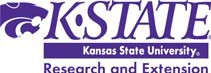 K-STATE
Kansas State University®
Research and Extension